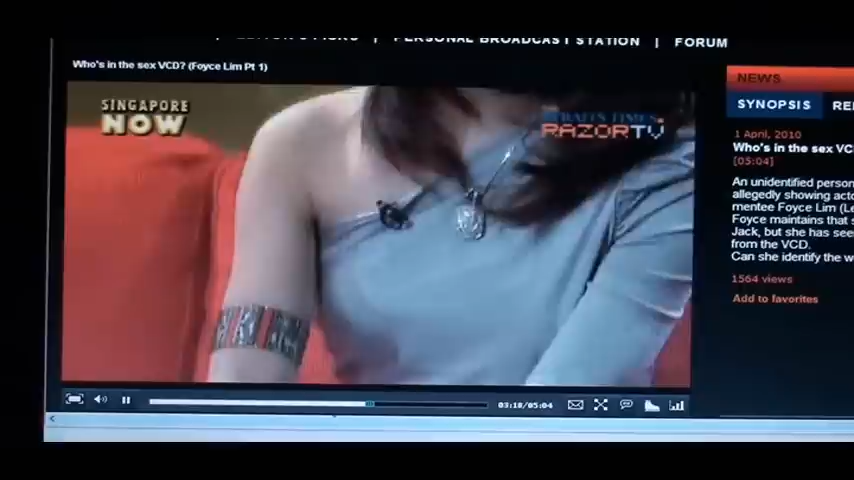 PERSONAL BROADCAST STATION | FORUM
Who's in the sex VCD? (Foyce Lim Pt 1)
SINGAPORE
NOW
STRAITS TIMES
RAZORTV
NEWS
SYNOPSIS
1 April, 2010
Who's in the sex VC
[05:04]
An unidentified person
allegedly showing acto
mentee Foyce Lim (Le
Foyce maintains that s
Jack, but she has see
from the VCD.
Can she identify the w
1564 views
Add to favorites
03:18/05:04